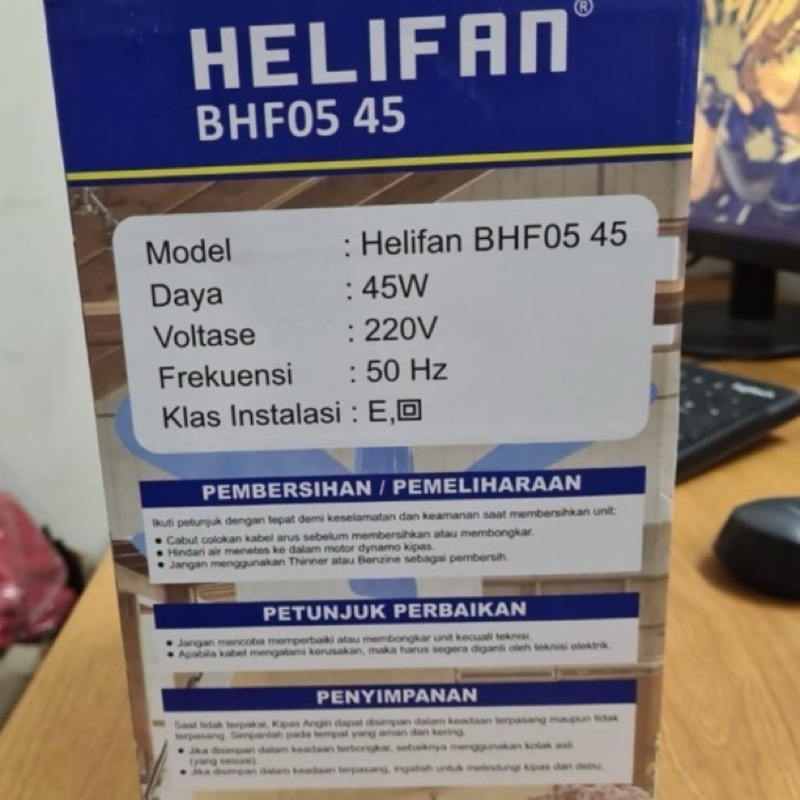 HELIFAN®
BHF05 45
Model : Helifan BHF05 45
Daya : 45W
Voltase : 220V
Frekuensi : 50 Hz
Klas Instalasi : E,
PEMBERSIHAN / PEMELIHARAAN
Ikuti petunjuk dengan tepat demi keselamatan dan keamanan saat membersihkan unit:
• Cabut colokan kabel arus sebelum membersihkan atau membongkar.
• Hindari air menetes ke dalam motor dynamo kipas.
• Jangan menggunakan Thinner atau Benzine sebagai pembersih.
PETUNJUK PERBAIKAN
• Jangan mencoba memperbaiki atau membongkar unit kecuali teknisi.
• Apabila kabel mengalami kerusakan, maka harus segera diganti oleh teknisi elektrik.
PENYIMPANAN
Saat tidak terpakai, Kipas Angin dapat disimpan dalam keadaan terpasang maupun tidak
terpasang. Simpanlah pada tempat yang aman dan kering.
• Jika disimpan dalam keadaan terbongkar, sebaiknya menggunakan kotak asli
(yang sesuai).
• Jika disimpan dalam keadaan terpasang, ingatlah untuk melindungi kipas dari debu.